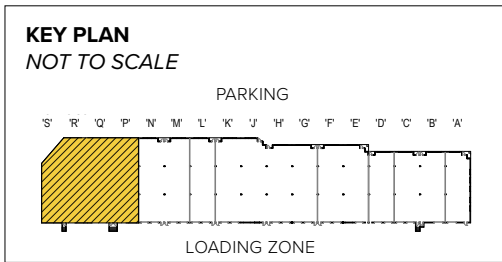 KEY PLAN
NOT TO SCALE
PARKING
'S' 'R' 'Q' 'P' 'N' 'M' 'L' 'K' 'J' 'H' 'G' 'F' 'E' 'D' 'C' 'B' 'A'
LOADING ZONE